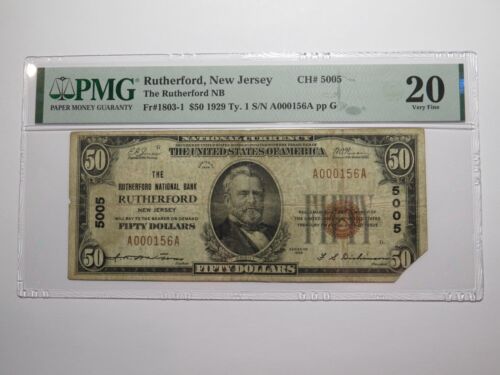 PMG
PAPER MONEY GUARANTY
Rutherford, New Jersey CH# 5005
The Rutherford NB
Fr#1803-1 $50 1929 Ty. 1 S/N A000156A pp G
20
Very Fine
NATIONAL CURRENCY
50
THE UNITED STATES OF AMERICA
50
THE
RUTHERFORD NATIONAL BANK
RUTHERFORD
NEW JERSEY
WILL PAY TO THE BEARER ON DEMAND
FIFTY DOLLARS
A000156A
A000156A
5005
5005
50
FIFTY DOLLARS